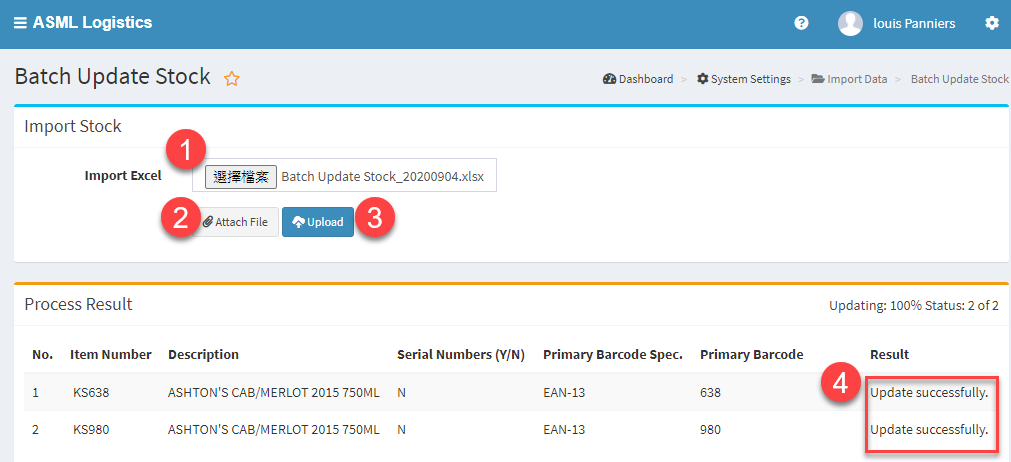 ASML Logistics
? louis Panniers
Batch Update Stock
Dashboard > System Settings > Import Data > Batch Update Stock
Import Stock
1
Import Excel 選擇檔案 Batch Update Stock_20200904.xlsx
2 Attach File Upload 3
Process Result Updating: 100% Status: 2 of 2
No. Item Number Description Serial Numbers (Y/N) Primary Barcode Spec. Primary Barcode Result
4
1 KS638 ASHTON'S CAB/MERLOT 2015 750ML N EAN-13 638 Update successfully.
2 KS980 ASHTON'S CAB/MERLOT 2015 750ML N EAN-13 980 Update successfully.